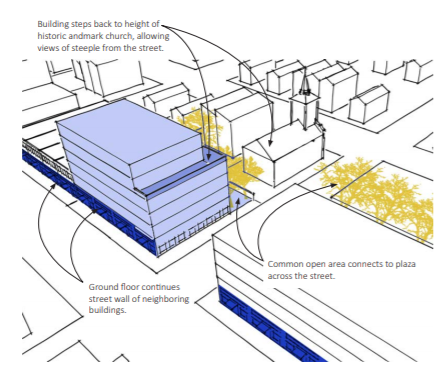 Building steps back to height of
historic andmark church, allowing
views of steeple from the street.
Common open area connects to plaza
across the street.
Ground floor continues
street wall of neighboring
buildings.